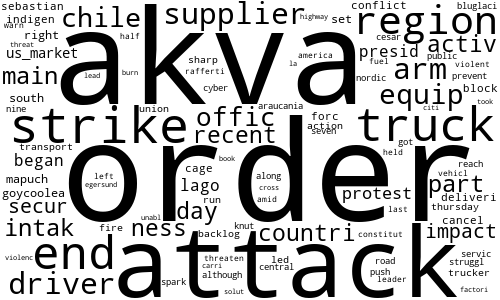 sebastian chile supplier conflict bluglaci
indigen set region
warn akva cesar
right half highway presid activ
us_market threat sharp la america fuel public
main lead burn rafferti nordic arm violent prevent
cyber equip block
south strike offic araucania truck took
nine union recent forc action citi
transport seven got
began order held reach
mapuch left cage book along vehicl
goycoolea egersund lago cross protest part deliveri
secur run amid last thursday
intak fire unabl day backlog knut countri constitut cancel
ness impact
violenc end attack threaten led road servic
carri central push struggl
driver spark although leader trucker
solut factori